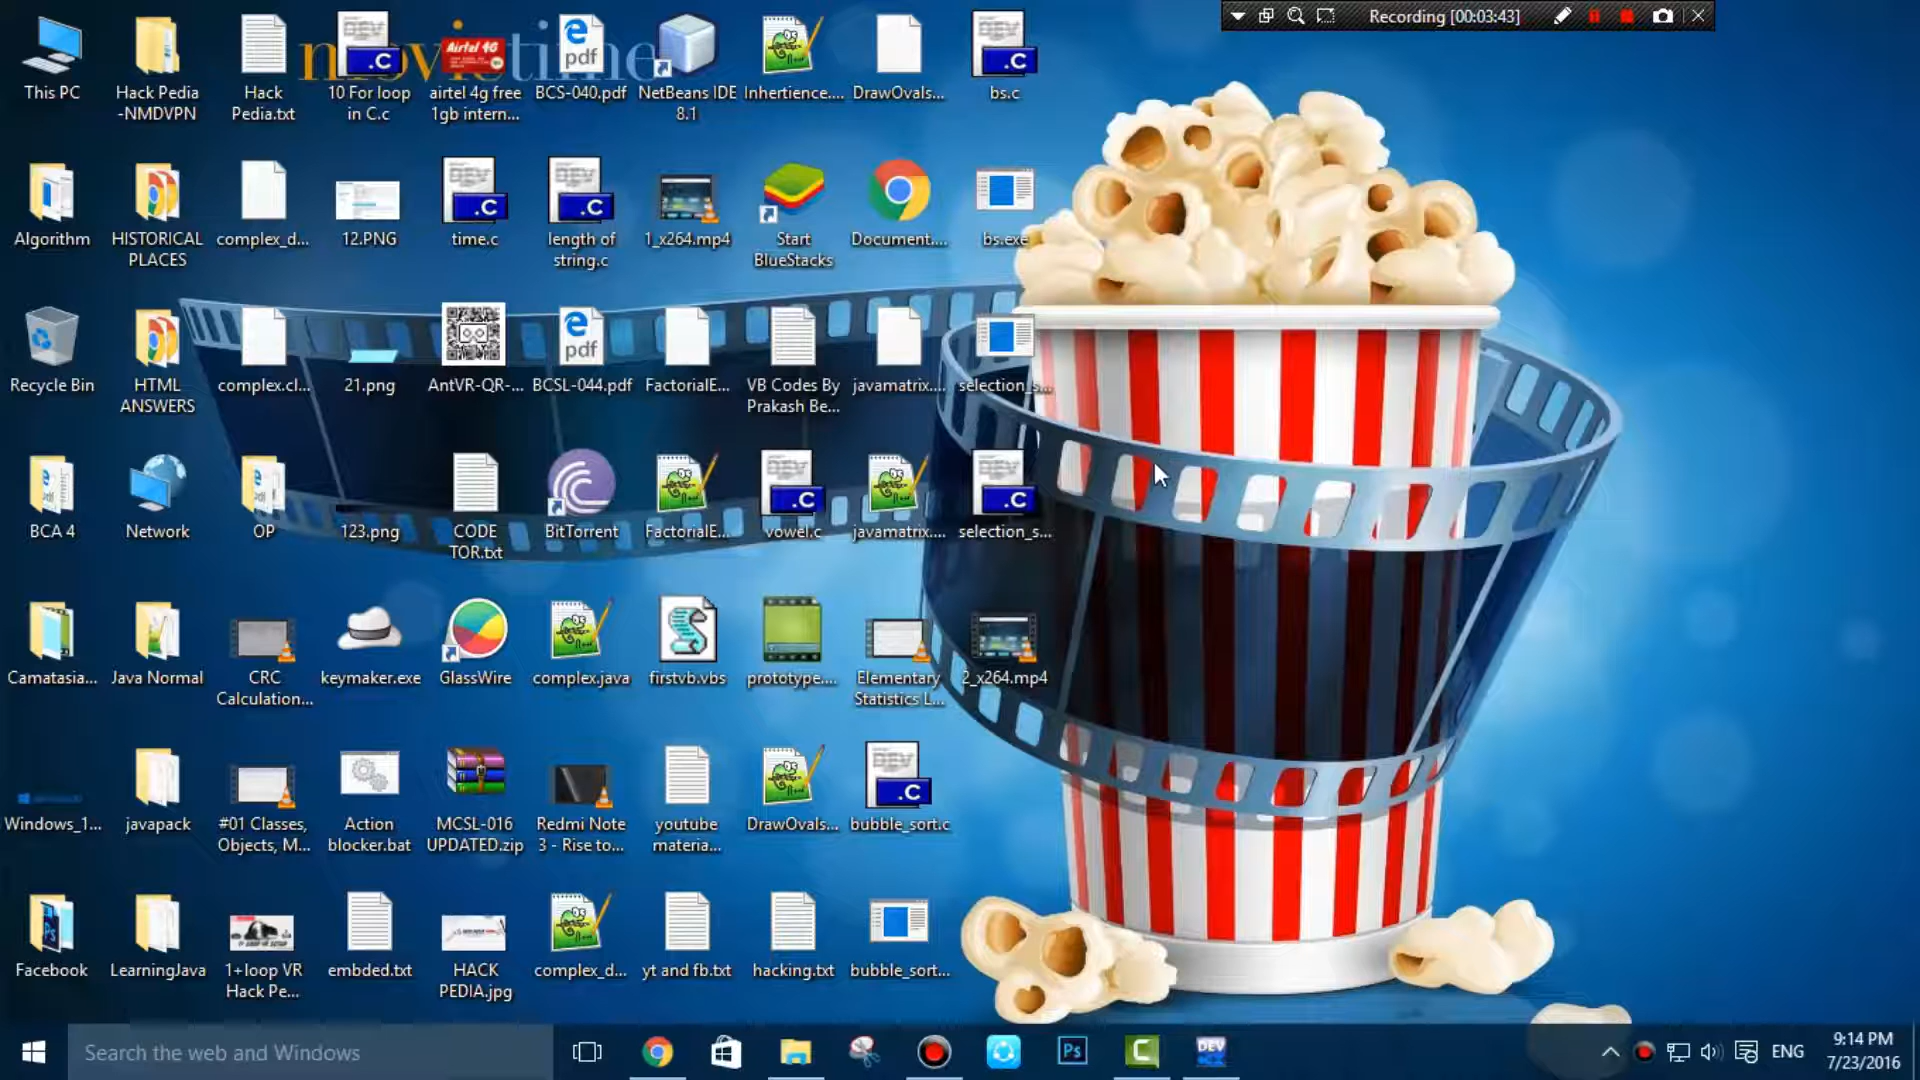 movietime
Recording [00:03:43]
This PC
Hack Pedia
-NMDVPN
Hack
Pedia.txt
10 For loop
in C.c
airtel 4g free
1gb intern...
BCS-040.pdf
NetBeans IDE
8.1
Inhertience....
DrawOvals...
bs.c
Algorithm
HISTORICAL
PLACES
complex_d...
12.PNG
time.c
length of
string.c
1_x264.mp4
Start
BlueStacks
Document....
bs.exe
Recycle Bin
HTML
ANSWERS
complex.cl...
21.png
AntVR-QR-...
BCSL-044.pdf
FactorialE...
VB Codes By
Prakash Be...
javamatrix....
selection_s...
BCA 4
Network
OP
123.png
CODE
TOR.txt
BitTorrent
FactorialE...
vowel.c
javamatrix....
selection_s...
Camatasia...
Java Normal
CRC
Calculation...
keymaker.exe
GlassWire
complex.java
firstvb.vbs
prototype....
Elementary
Statistics L...
2_x264.mp4
Windows_1...
javapack
#01 Classes,
Objects, M...
Action
blocker.bat
MCSL-016
UPDATED.zip
Redmi Note
3 - Rise to...
youtube
materia...
DrawOvals...
bubble_sort.c
Facebook
LearningJava
1+loop VR
Hack Pe...
embded.txt
HACK
PEDIA.jpg
complex_d...
yt and fb.txt
hacking.txt
bubble_sort...
Search the web and Windows
ENG
9:14 PM
7/23/2016